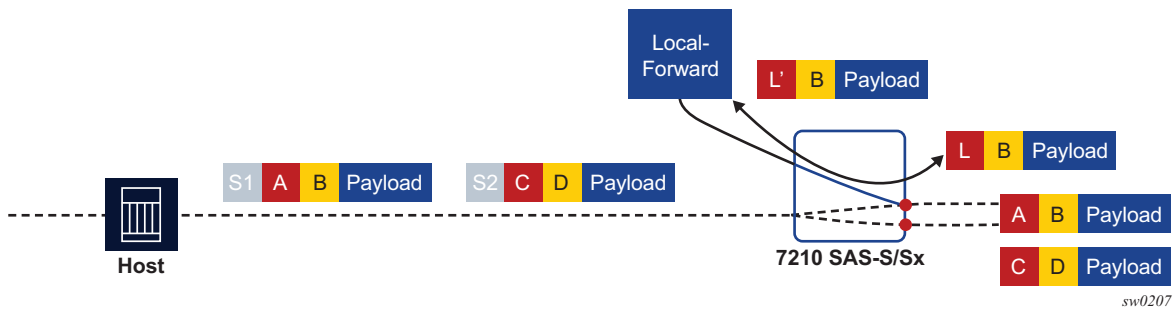 Local-
Forward
L' B Payload
L B Payload
S1 A B Payload
S2 C D Payload
A B Payload
Host
7210 SAS-S/Sx
C D Payload
sw0207